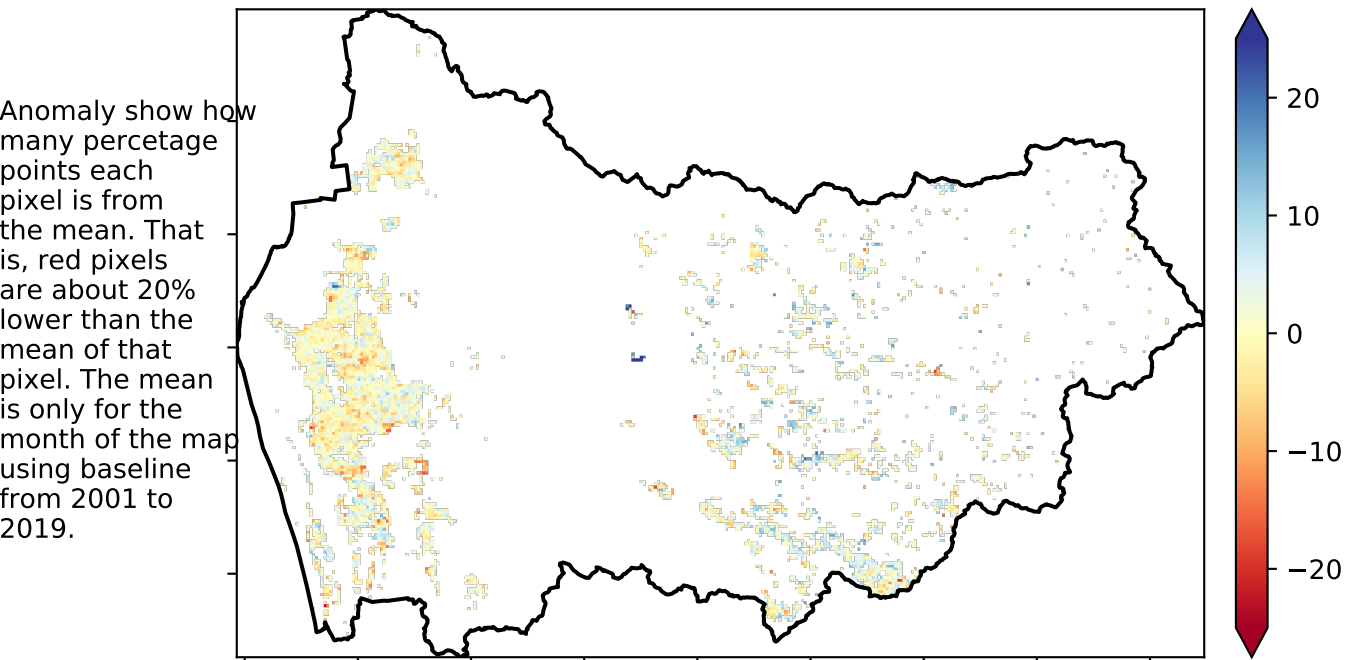 Anomaly show how
many percetage
points each
pixel is from
the mean. That
is, red pixels
are about 20%
lower than the
mean of that
pixel. The mean
is only for the
month of the map
using baseline
from 2001 to
2019.
20
10
0
−10
−20